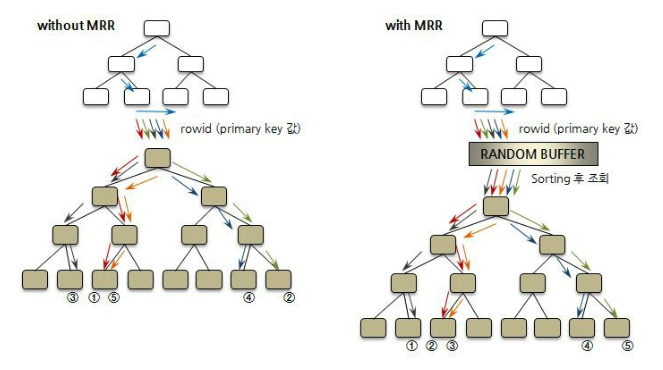 without MRR
rowid (primary key 값)
③ ① ⑤ ④ ②
with MRR
rowid (primary key 값)
RANDOM BUFFER
Sorting 후 조회
① ② ③ ④ ⑤